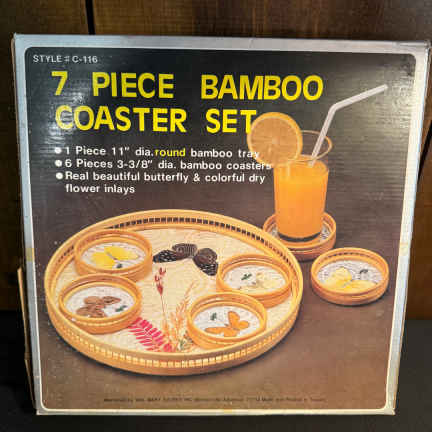 STYLE # C-116
7 PIECE BAMBOO
COASTER SET
● 1 Piece 11" dia. round bamboo tray
● 6 Pieces 3-3/8" dia. bamboo coasters
● Real beautiful butterfly & colorful dry
flower inlays